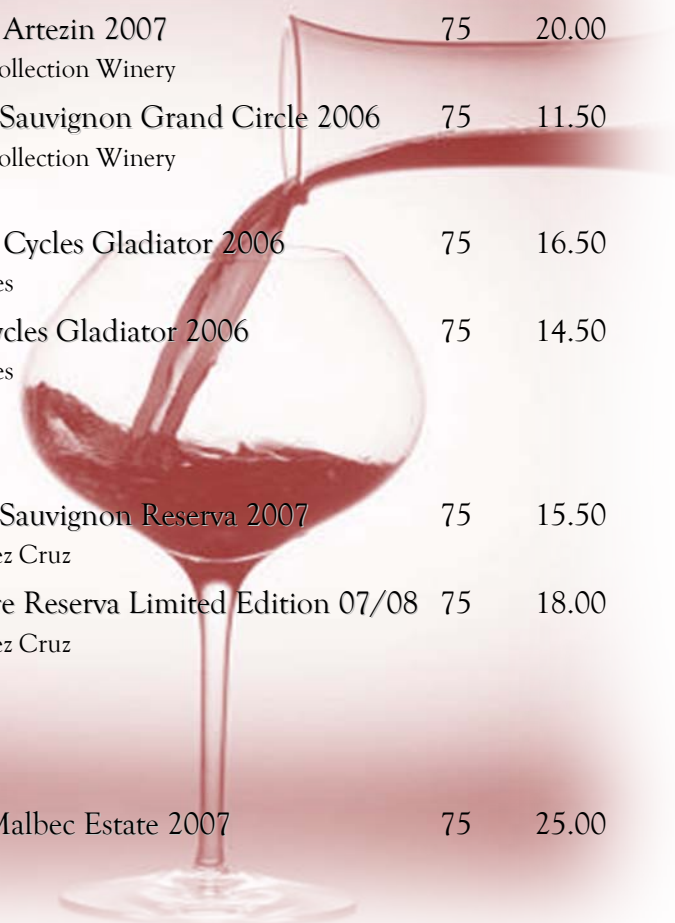 Artezin 2007 75 20.00
ollection Winery
Sauvignon Grand Circle 2006 75 11.50
ollection Winery
Cycles Gladiator 2006 75 16.50
es
ycles Gladiator 2006 75 14.50
es
Sauvignon Reserva 2007 75 15.50
ez Cruz
re Reserva Limited Edition 07/08 75 18.00
ez Cruz
Malbec Estate 2007 75 25.00